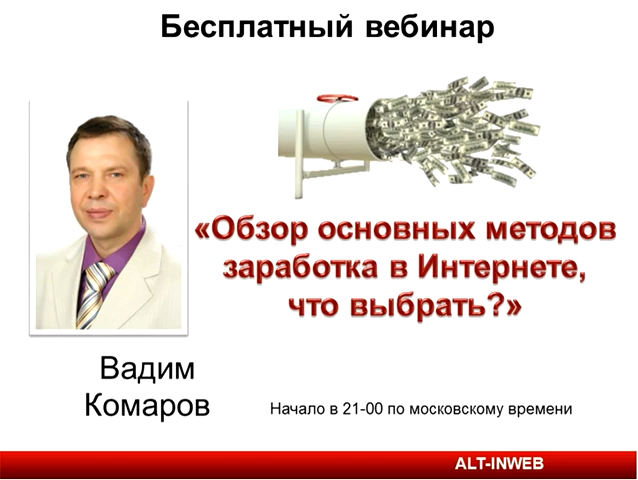 Бесплатный вебинар
«Обзор основных методов
заработка в Интернете,
что выбрать?»
Вадим
Комаров
Начало в 21-00 по московскому времени
ALT-INWEB